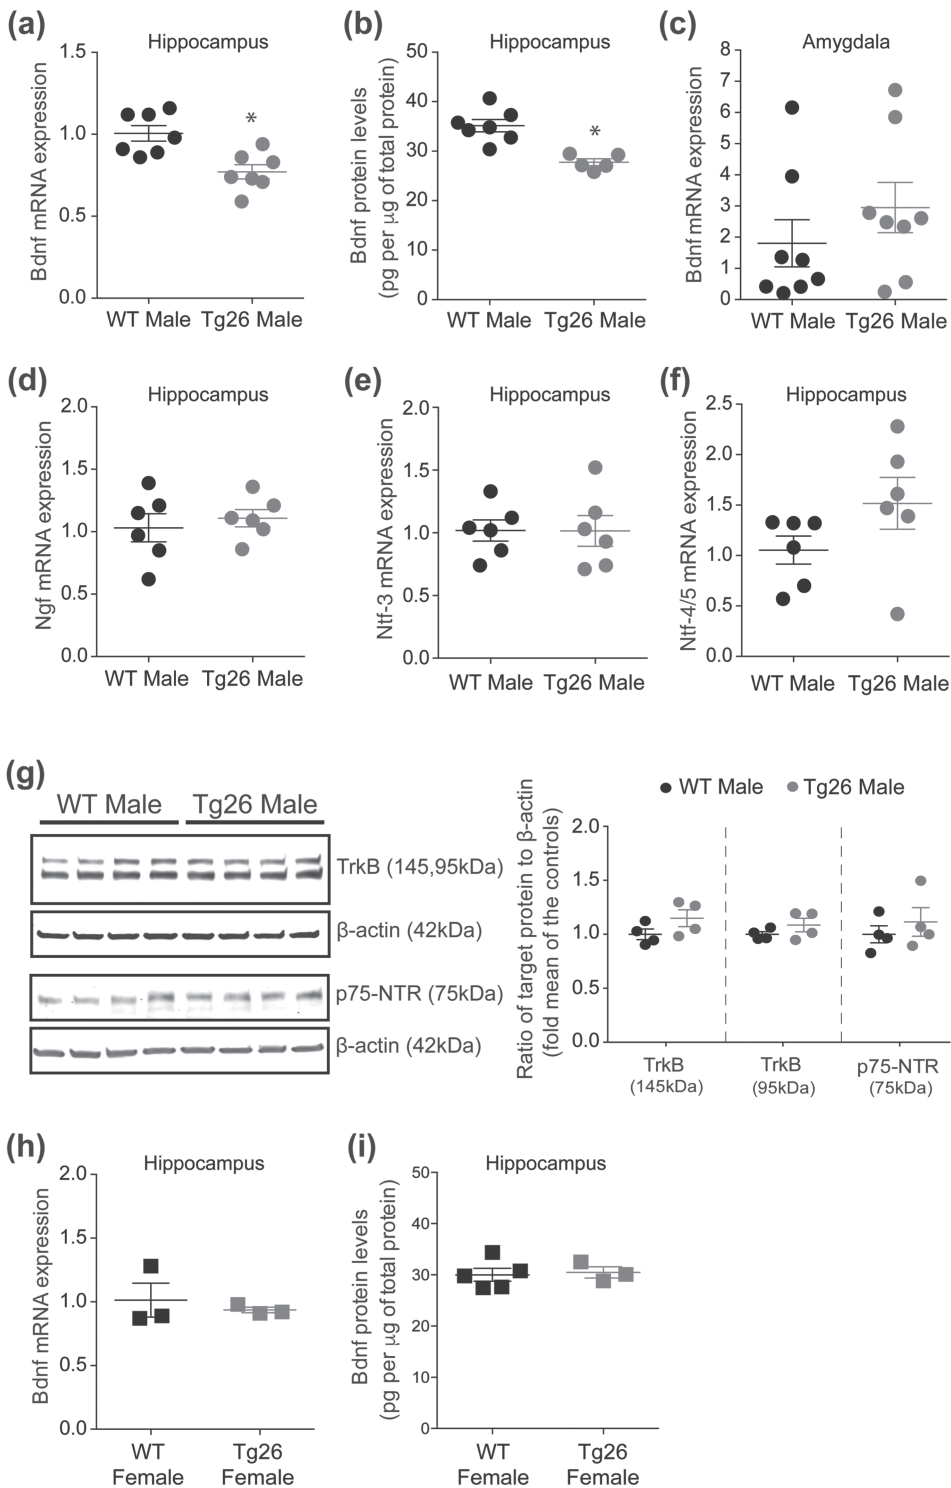 (a)
Hippocampus
Bdnf mRNA expression
1.5
1.0
0.5
0.0
*
WT Male Tg26 Male
(b)
Hippocampus
Bdnf protein levels
(pg per μg of total protein)
50
40
30
20
10
0
*
WT Male Tg26 Male
(c)
Amygdala
Bdnf mRNA expression
8
7
6
5
4
3
2
1
0
WT Male Tg26 Male
(d)
Hippocampus
Ngf mRNA expression
2.0
1.5
1.0
0.5
0.0
WT Male Tg26 Male
(e)
Hippocampus
Ntf-3 mRNA expression
2.0
1.5
1.0
0.5
0.0
WT Male Tg26 Male
(f)
Hippocampus
Ntf-4/5 mRNA expression
2.5
2.0
1.5
1.0
0.5
0.0
WT Male Tg26 Male
(g)
WT Male Tg26 Male
TrkB (145,95kDa)
β-actin (42kDa)
p75-NTR (75kDa)
β-actin (42kDa)
WT Male Tg26 Male
Ratio of target protein to β-actin
(fold mean of the controls)
2.0
1.5
1.0
0.5
0.0
TrkB
(145kDa)
TrkB
(95kDa)
p75-NTR
(75kDa)
(h)
Hippocampus
Bdnf mRNA expression
2.0
1.5
1.0
0.5
0.0
WT
Female
Tg26
Female
(i)
Hippocampus
Bdnf protein levels
(pg per μg of total protein)
50
40
30
20
10
0
WT
Female
Tg26
Female